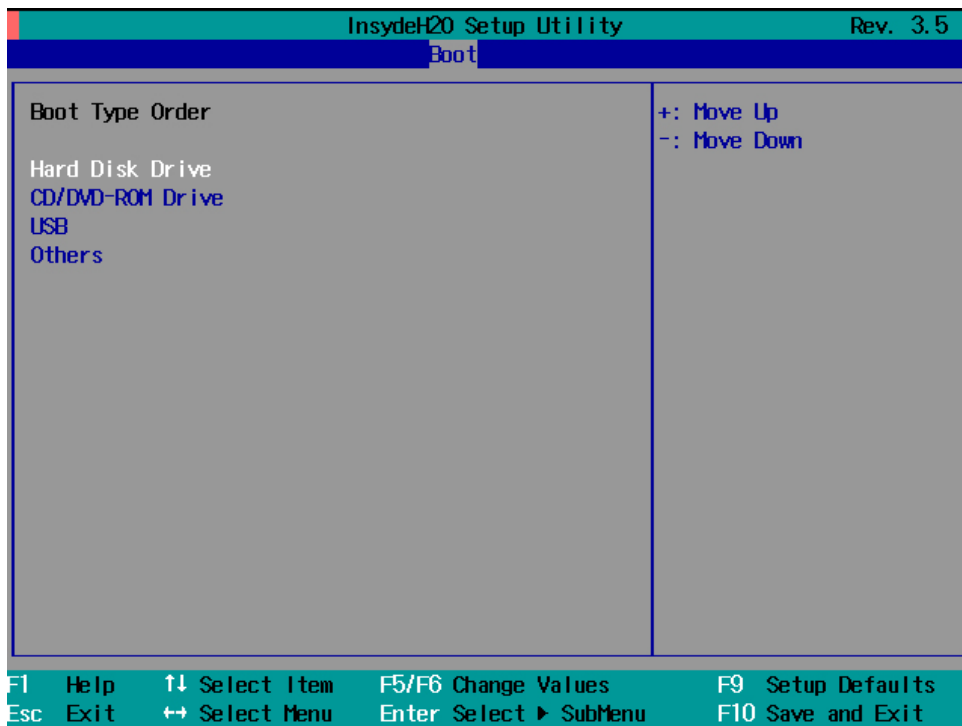 InsydeH20 Setup Utility Rev. 3.5
Boot
Boot Type Order
Hard Disk Drive
CD/DVD-ROM Drive
USB
Others
+: Move Up
-: Move Down
F1 Help ↑↓ Select Item F5/F6 Change Values F9 Setup Defaults
Esc Exit ↔ Select Menu Enter Select ▶ SubMenu F10 Save and Exit